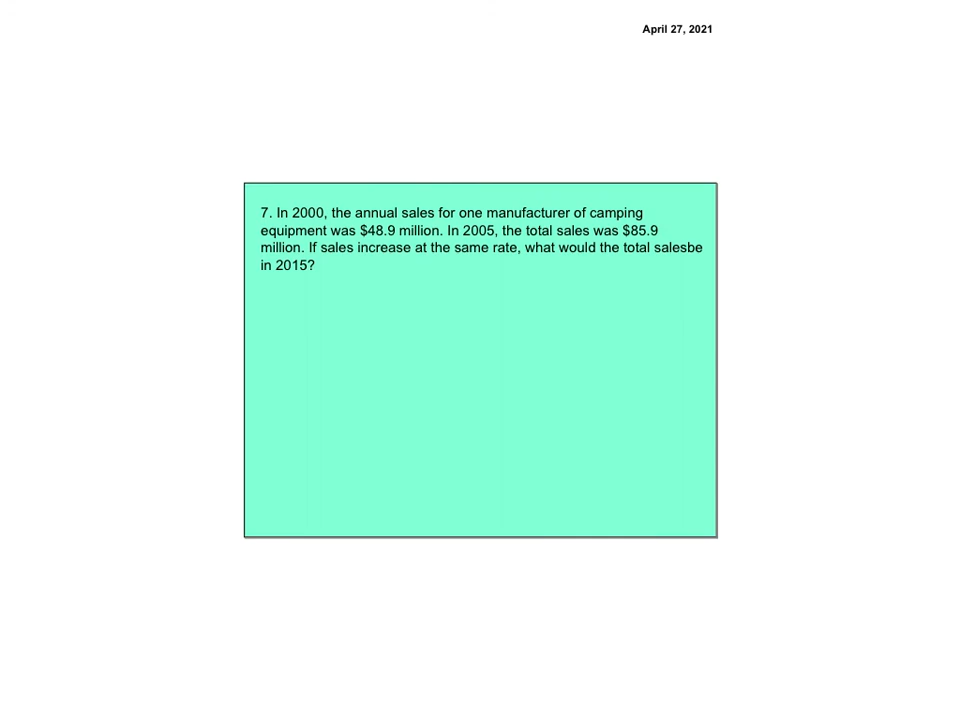 April 27, 2021
7. In 2000, the annual sales for one manufacturer of camping
equipment was $48.9 million. In 2005, the total sales was $85.9
million. If sales increase at the same rate, what would the total salesbe
in 2015?